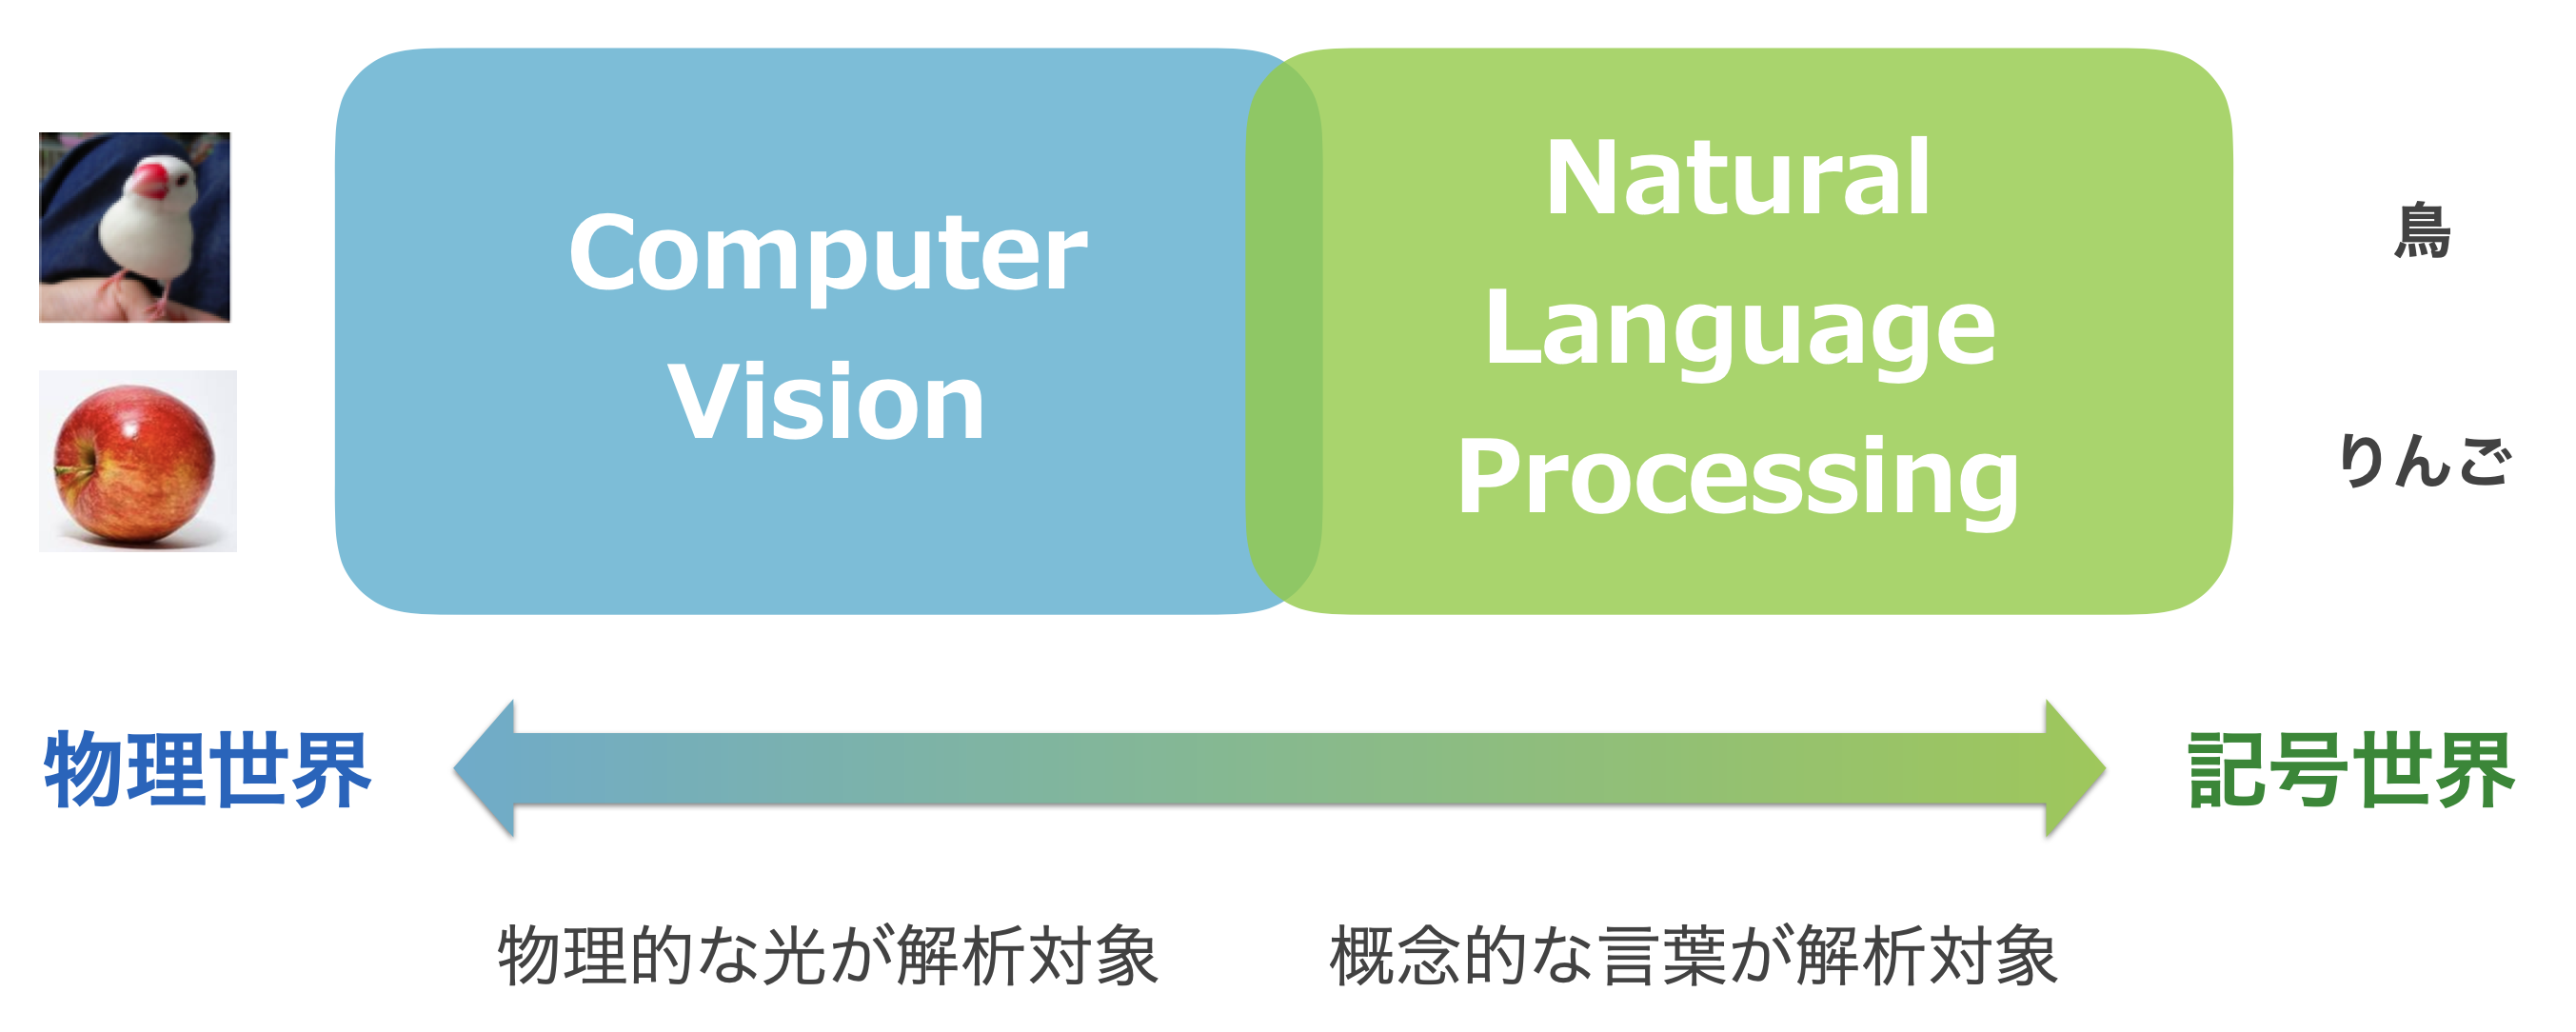 Computer
Vision
Natural
Language
Processing
鳥
りんご
物理世界
記号世界
物理的な光が解析対象
概念的な言葉が解析対象